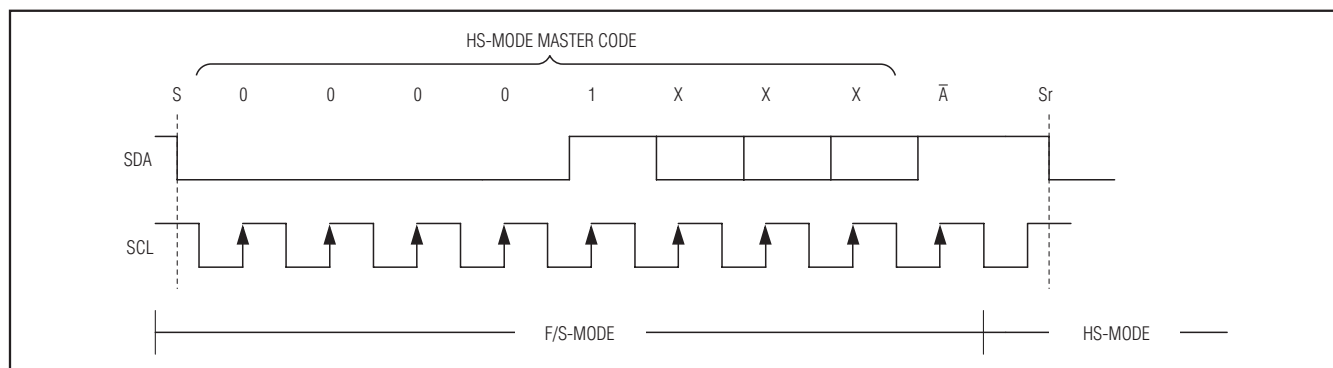 HS-MODE MASTER CODE
S 0 0 0 0 1 X X X A̅ Sr
SDA
SCL
F/S-MODE HS-MODE